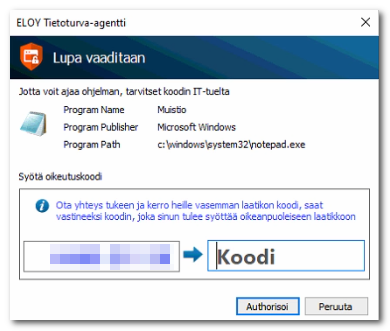 ELOY Tietoturva-agentti
Lupa vaaditaan
Jotta voit ajaa ohjelman, tarvitset koodin IT-tuelta
Program Name Muistio
Program Publisher Microsoft Windows
Program Path c:\windows\system32\notepad.exe
Syötä oikeutuskoodi
Ota yhteys tukeen ja kerro heille vasemman laatikon koodi, saat
vastineeksi koodin, joka sinun tulee syöttää oikeanpuoleiseen laatikkoon
Koodi
Authorisoi Peruuta